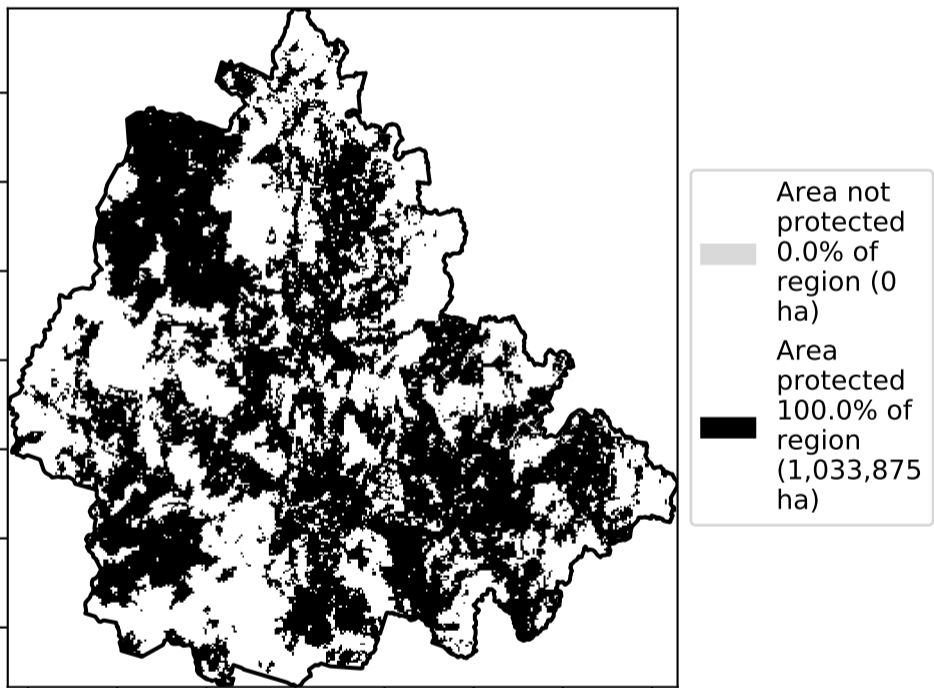 Area not
protected
0.0% of
region (0
ha)
Area
protected
100.0% of
region
(1,033,875
ha)